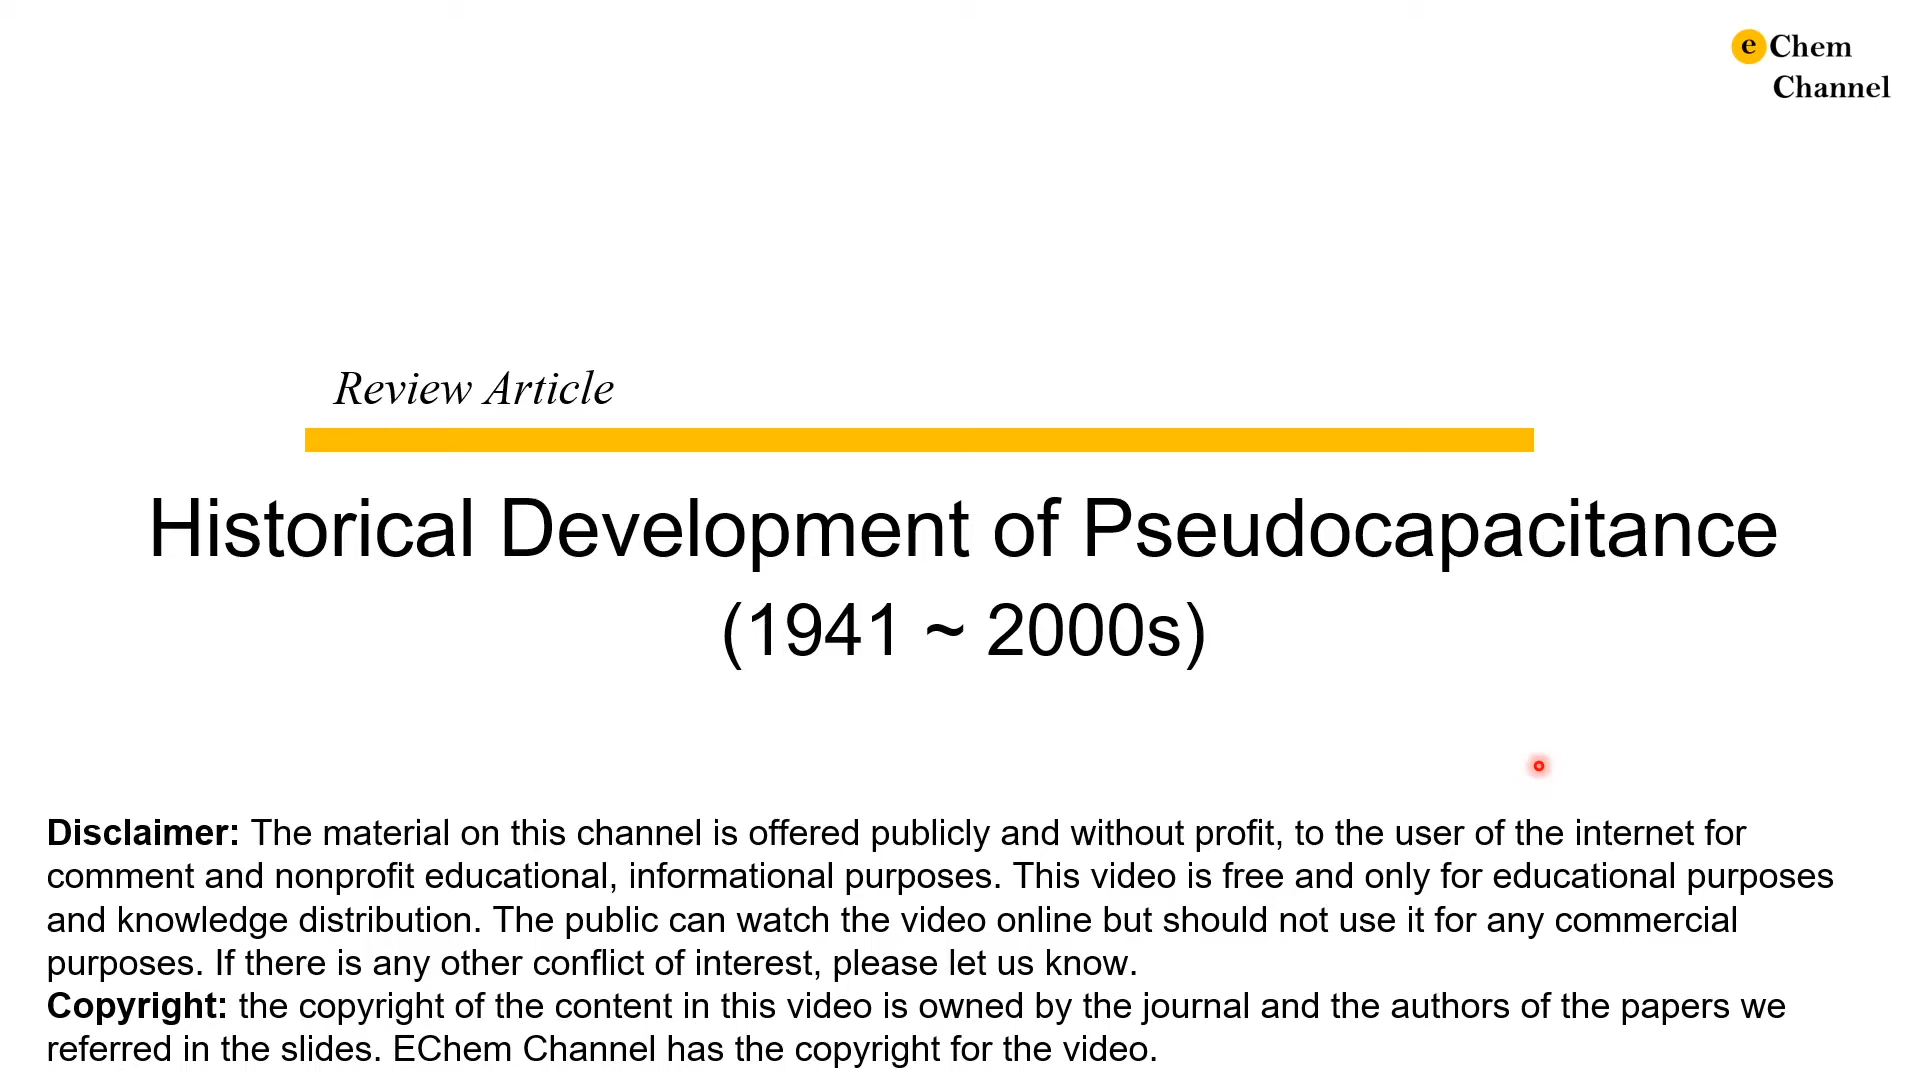 e Chem
Channel
Review Article
Historical Development of Pseudocapacitance
(1941 ~ 2000s)
Disclaimer: The material on this channel is offered publicly and without profit, to the user of the internet for
comment and nonprofit educational, informational purposes. This video is free and only for educational purposes
and knowledge distribution. The public can watch the video online but should not use it for any commercial
purposes. If there is any other conflict of interest, please let us know.
Copyright: the copyright of the content in this video is owned by the journal and the authors of the papers we
referred in the slides. EChem Channel has the copyright for the video.